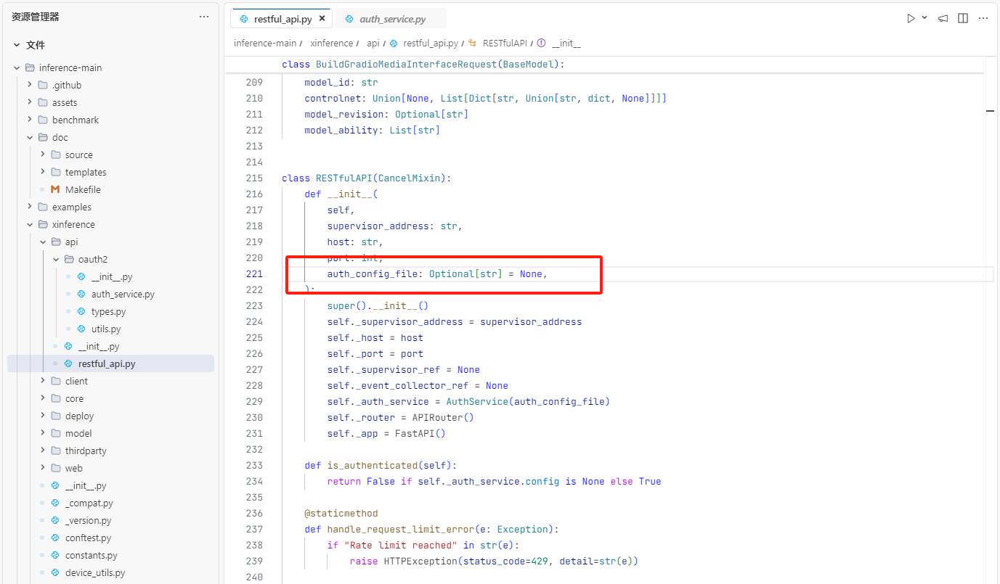 资源管理器
文件
inference-main
.github
assets
benchmark
doc
source
templates
Makefile
examples
xinference
api
oauth2
__init__.py
auth_service.py
types.py
utils.py
__init__.py
restful_api.py
client
core
deploy
model
thirdparty
web
__init__.py
_compat.py
_version.py
conftest.py
constants.py
device_utils.py
restful_api.py
auth_service.py
inference-main / xinference / api / restful_api.py / RESTfulAPI / __init__
class BuildGradioMediaInterfaceRequest(BaseModel):
209 model_id: str
210 controlnet: Union[None, List[Dict[str, Union[str, dict, None]]]]
211 model_revision: Optional[str]
212 model_ability: List[str]
213
214
215 class RESTfulAPI(CancelMixin):
216 def __init__(
217 self,
218 supervisor_address: str,
219 host: str,
220 port: int,
221 auth_config_file: Optional[str] = None,
222 ):
223 super().__init__()
224 self._supervisor_address = supervisor_address
225 self._host = host
226 self._port = port
227 self._supervisor_ref = None
228 self._event_collector_ref = None
229 self._auth_service = AuthService(auth_config_file)
230 self._router = APIRouter()
231 self._app = FastAPI()
232
233 def is_authenticated(self):
234 return False if self._auth_service.config is None else True
235
236 @staticmethod
237 def handle_request_limit_error(e: Exception):
238 if "Rate limit reached" in str(e):
239 raise HTTPException(status_code=429, detail=str(e))
240